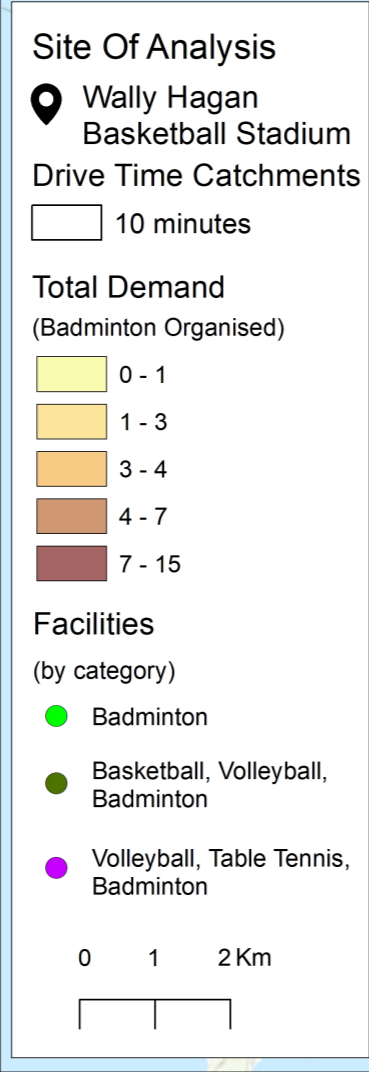 Site Of Analysis
Wally Hagan
Basketball Stadium
Drive Time Catchments
10 minutes
Total Demand
(Badminton Organised)
0 - 1
1 - 3
3 - 4
4 - 7
7 - 15
Facilities
(by category)
Badminton
Basketball, Volleyball,
Badminton
Volleyball, Table Tennis,
Badminton
0 1 2 Km